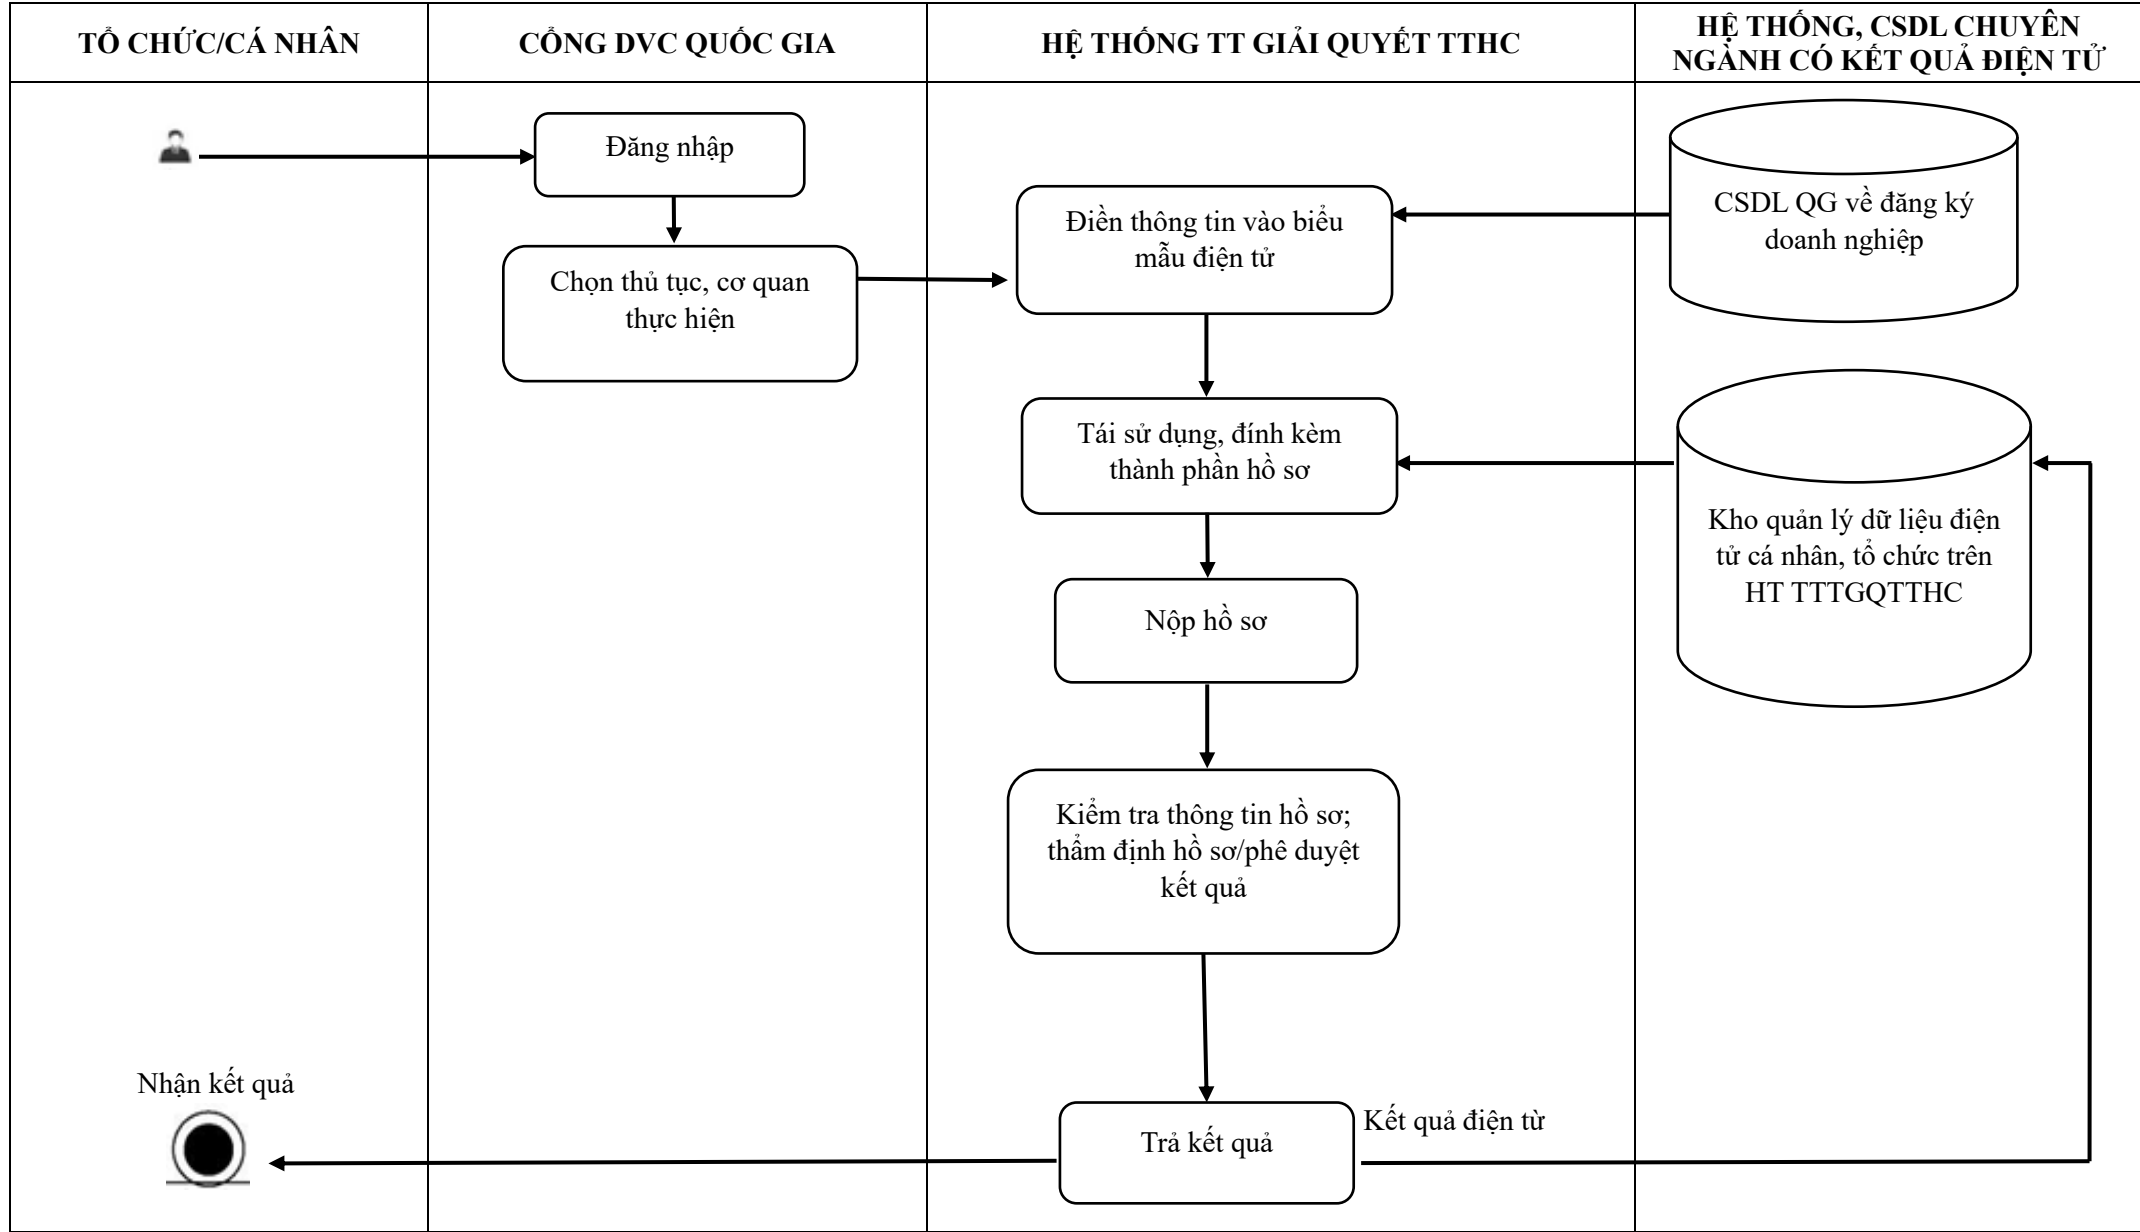 TỔ CHỨC/CÁ NHÂN
CỔNG DVC QUỐC GIA
HỆ THỐNG TT GIẢI QUYẾT TTHC
HỆ THỐNG, CSDL CHUYÊN
NGÀNH CÓ KẾT QUẢ ĐIỆN TỬ
Đăng nhập
Chọn thủ tục, cơ quan
thực hiện
Điền thông tin vào biểu
mẫu điện tử
CSDL QG về đăng ký
doanh nghiệp
Tái sử dụng, đính kèm
thành phần hồ sơ
Kho quản lý dữ liệu điện
tử cá nhân, tổ chức trên
HT TTTGQTTHC
Nộp hồ sơ
Kiểm tra thông tin hồ sơ;
thẩm định hồ sơ/phê duyệt
kết quả
Nhận kết quả
Trả kết quả
Kết quả điện từ